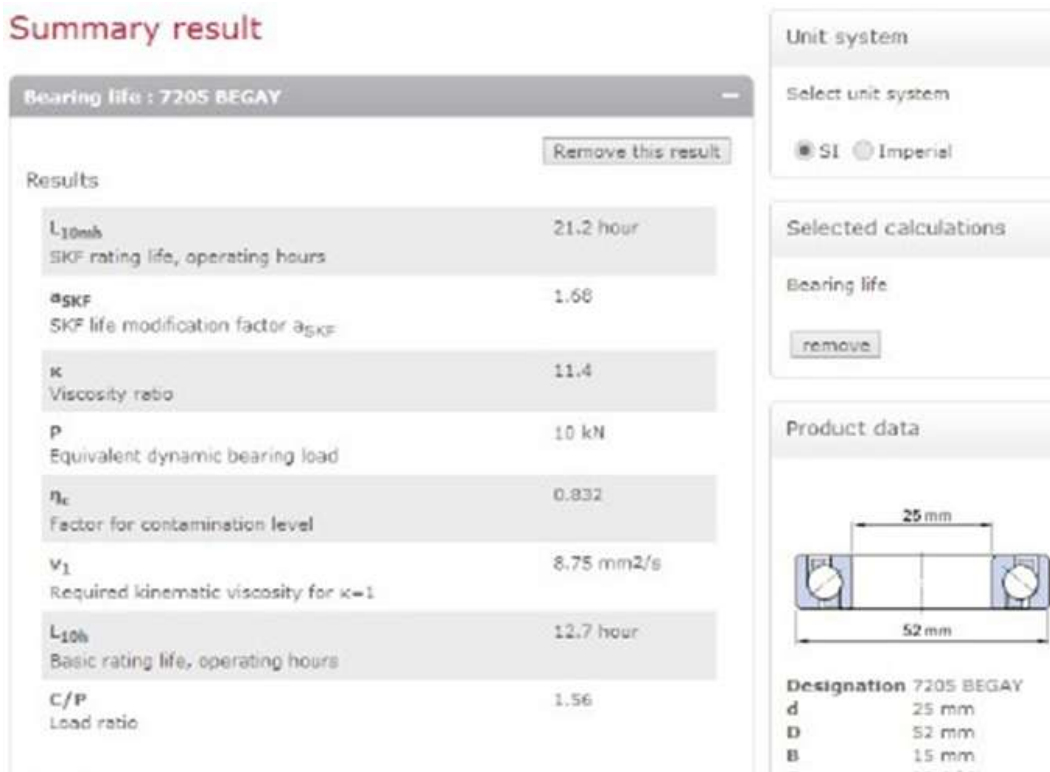 Summary result
Bearing life : 7205 BEGAY
Remove this result
Results
L10mh 21.2 hour
SKF rating life, operating hours
aSKF 1.68
SKF life modification factor aSKF
κ 11.4
Viscosity ratio
P 10 kN
Equivalent dynamic bearing load
ηc 0.832
Factor for contamination level
ν1 8.75 mm2/s
Required kinematic viscosity for κ=1
L10h 12.7 hour
Basic rating life, operating hours
C/P 1.56
Load ratio
Unit system
Select unit system
SI Imperial
Selected calculations
Bearing life
remove
Product data
25 mm
52 mm
Designation 7205 BEGAY
d 25 mm
D 52 mm
B 15 mm